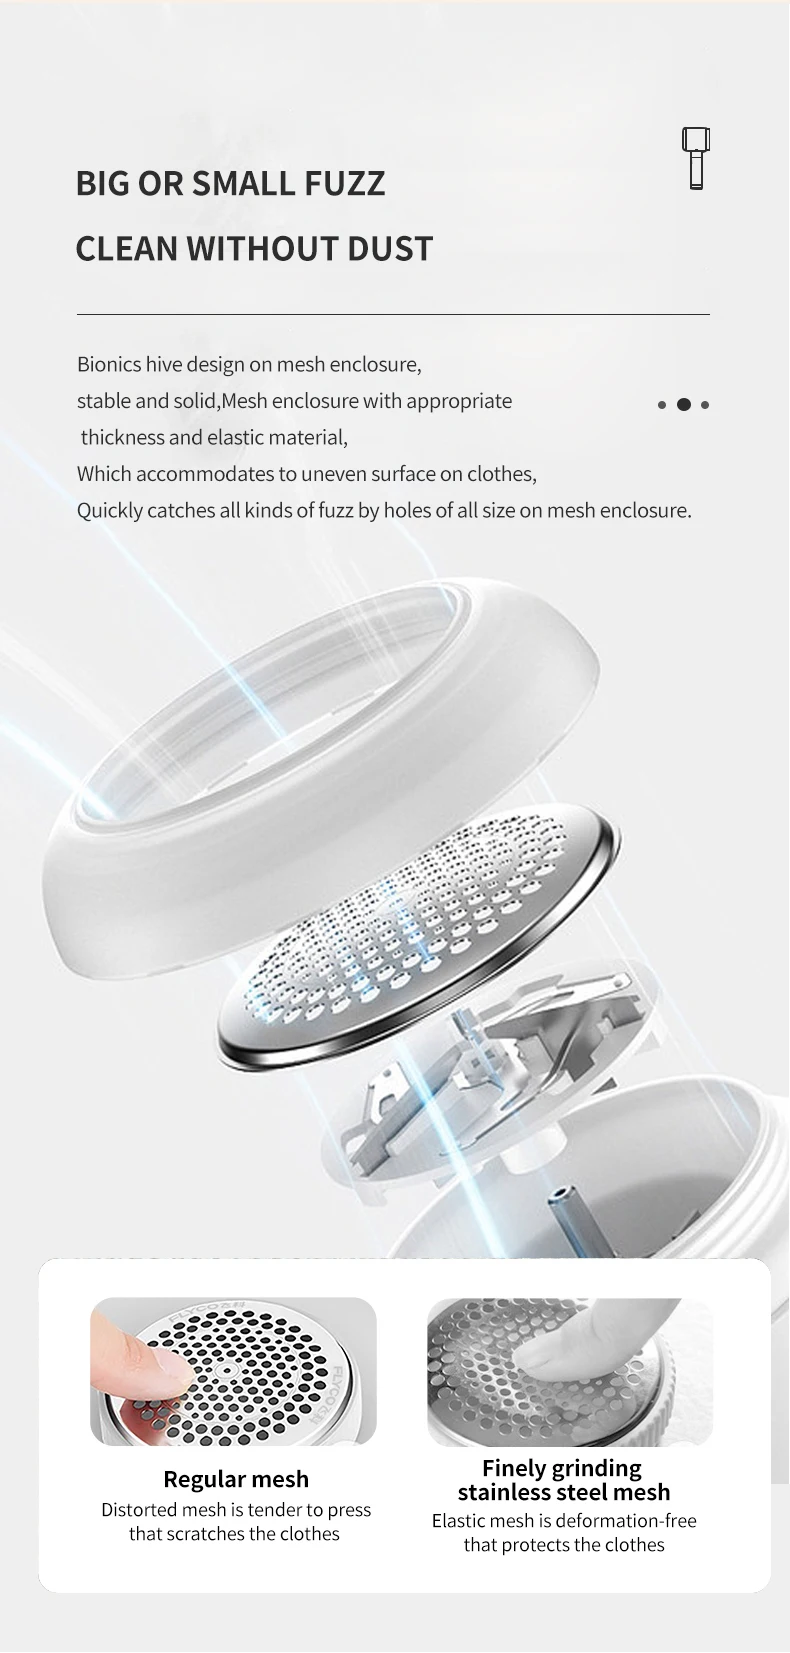 BIG OR SMALL FUZZ
CLEAN WITHOUT DUST
Bionics hive design on mesh enclosure,
stable and solid,Mesh enclosure with appropriate
thickness and elastic material,
Which accommodates to uneven surface on clothes,
Quickly catches all kinds of fuzz by holes of all size on mesh enclosure.
Regular mesh
Distorted mesh is tender to press
that scratches the clothes
Finely grinding
stainless steel mesh
Elastic mesh is deformation-free
that protects the clothes